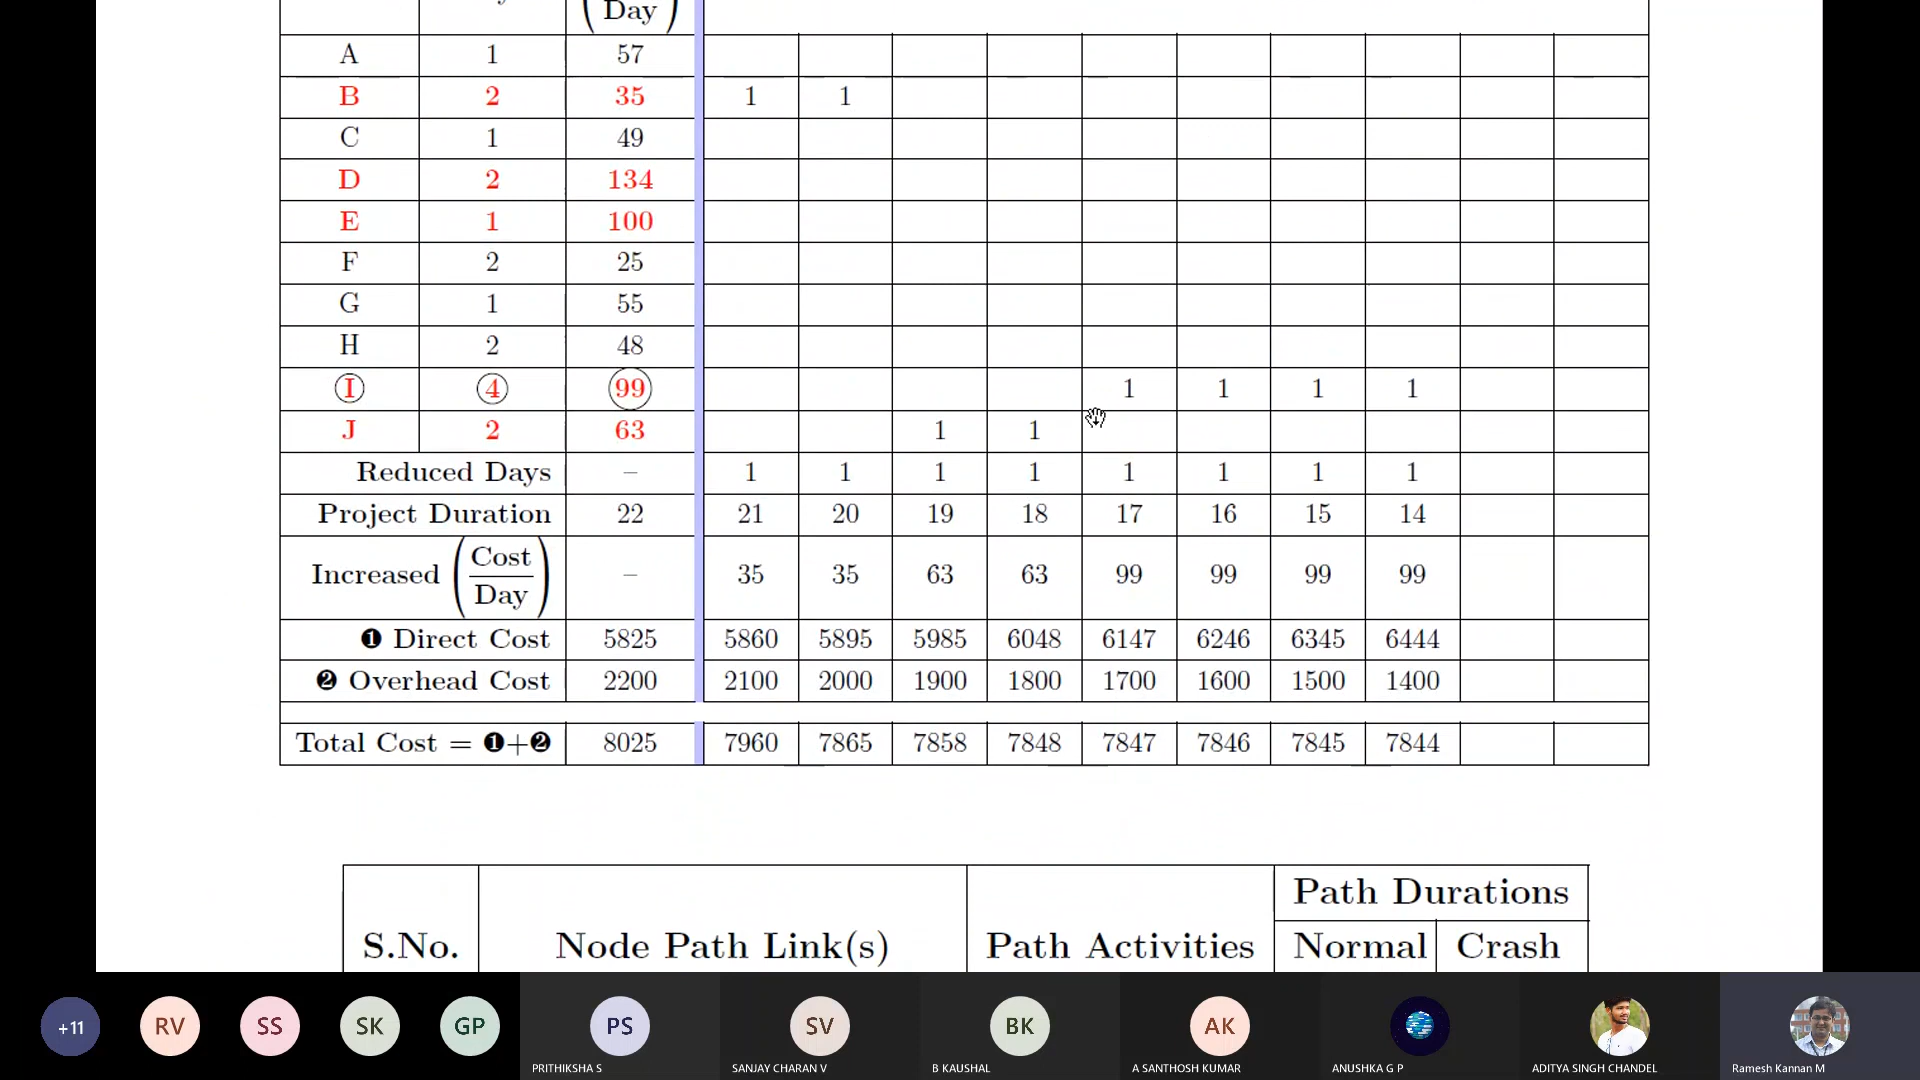 Day
A 1 57
B 2 35 1 1
C 1 49
D 2 134
E 1 100
F 2 25
G 1 55
H 2 48
I 4 99 1 1 1 1
J 2 63 1 1
Reduced Days – 1 1 1 1 1 1 1 1
Project Duration 22 21 20 19 18 17 16 15 14
Increased (Cost/Day) – 35 35 63 63 99 99 99 99
❶ Direct Cost 5825 5860 5895 5985 6048 6147 6246 6345 6444
❷ Overhead Cost 2200 2100 2000 1900 1800 1700 1600 1500 1400
Total Cost = ❶+❷ 8025 7960 7865 7858 7848 7847 7846 7845 7844
Path Durations
S.No. Node Path Link(s) Path Activities Normal Crash
+11 RV SS SK GP PS SV BK AK
PRITHIKSHA S SANJAY CHARAN V B KAUSHAL A SANTHOSH KUMAR ANUSHKA G P ADITYA SINGH CHANDEL Ramesh Kannan M